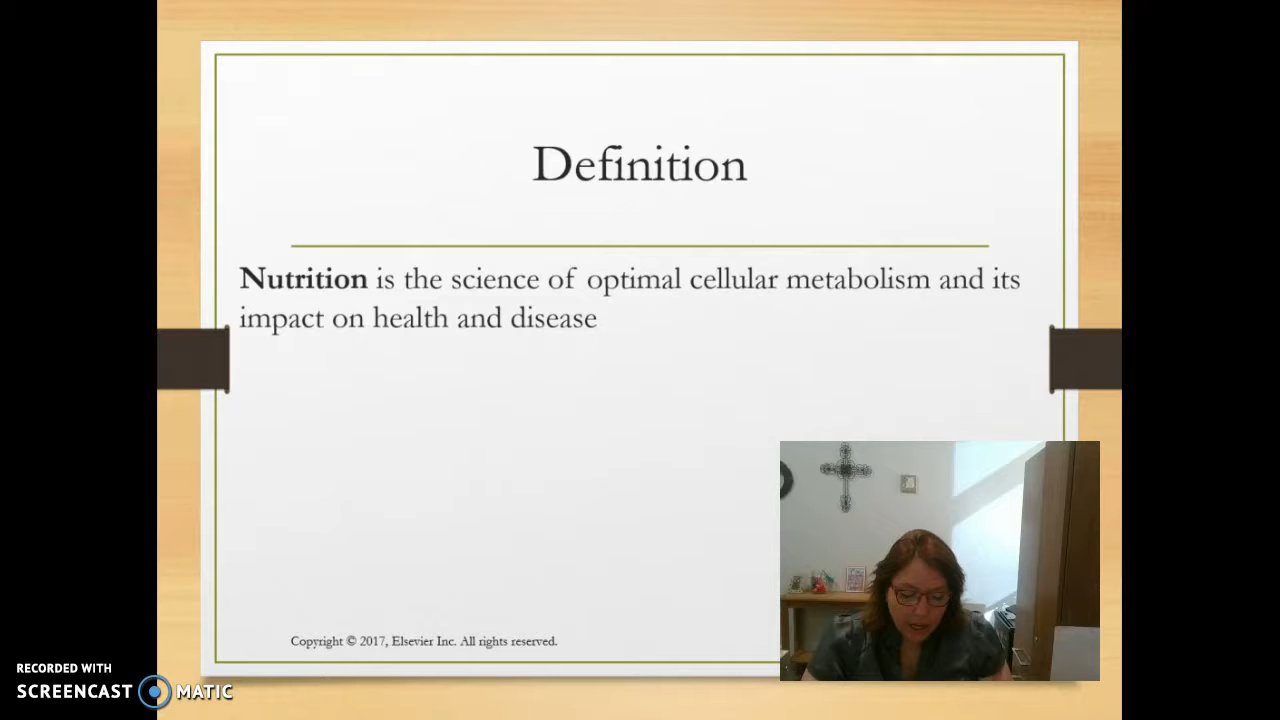 Definition
Nutrition is the science of optimal cellular metabolism and its
impact on health and disease
Copyright © 2017, Elsevier Inc. All rights reserved.
RECORDED WITH
SCREENCAST MATIC